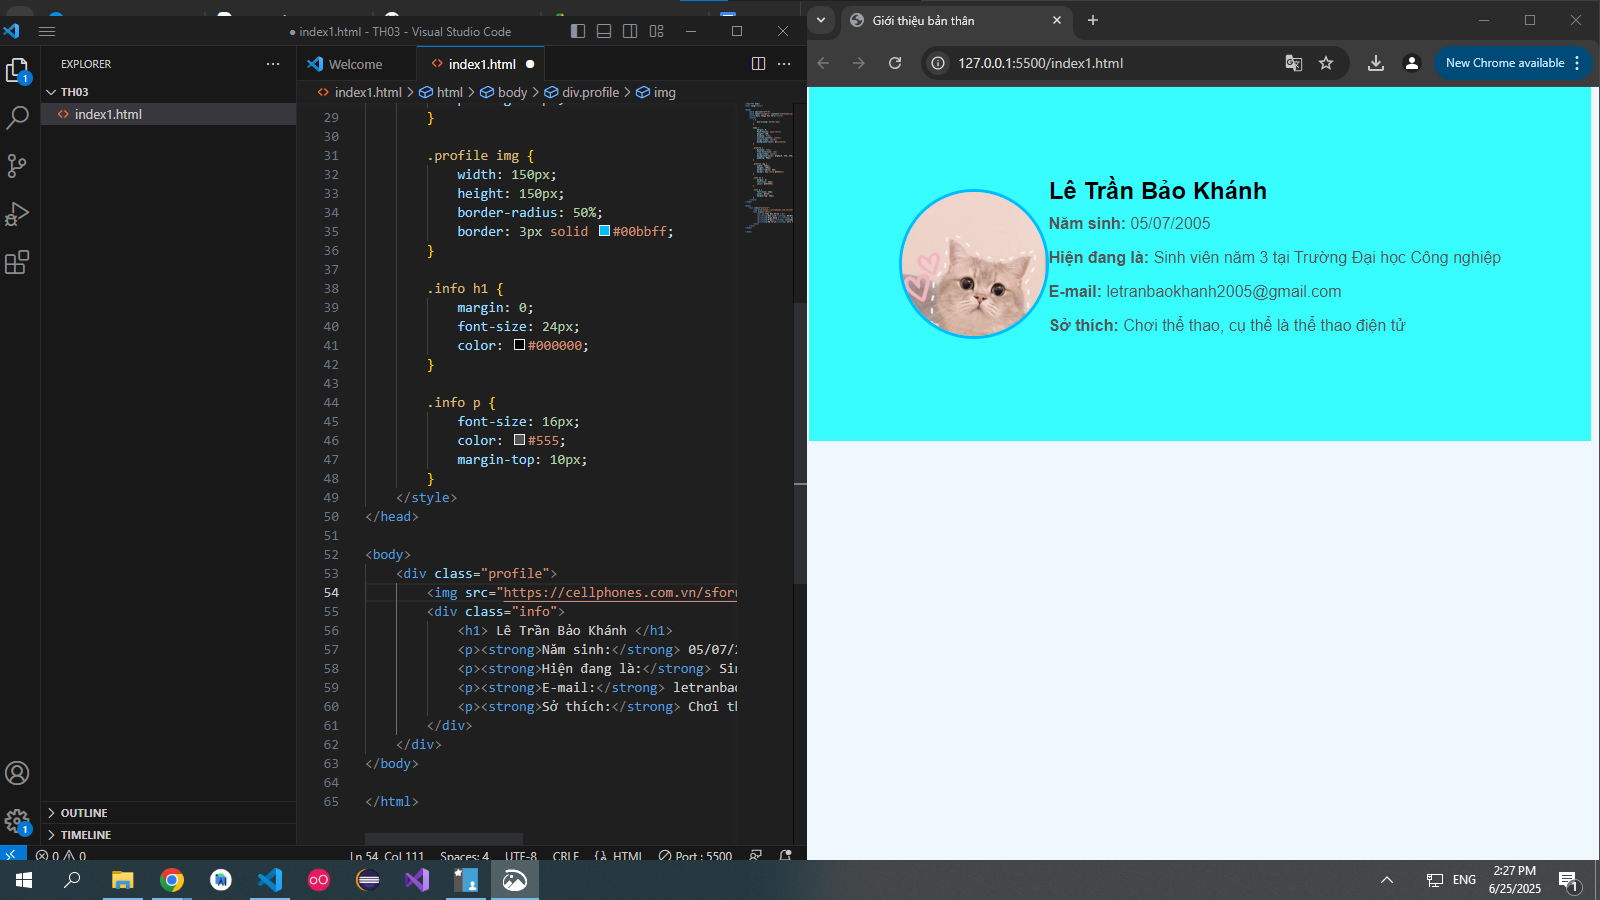 index1.html - TH03 - Visual Studio Code
EXPLORER
TH03
index1.html
Welcome
index1.html
index1.html > html > body > div.profile > img
29 }
30
31 .profile img {
32 width: 150px;
33 height: 150px;
34 border-radius: 50%;
35 border: 3px solid #00bbff;
36 }
37
38 .info h1 {
39 margin: 0;
40 font-size: 24px;
41 color: #000000;
42 }
43
44 .info p {
45 font-size: 16px;
46 color: #555;
47 margin-top: 10px;
48 }
49 </style>
50 </head>
51
52 <body>
53 <div class="profile">
54 <img src="https://cellphones.com.vn/sforu
55 <div class="info">
56 <h1> Lê Trần Bảo Khánh </h1>
57 <p><strong>Năm sinh:</strong> 05/07/2
58 <p><strong>Hiện đang là:</strong> Sin
59 <p><strong>E-mail:</strong> letranbao
60 <p><strong>Sở thích:</strong> Chơi th
61 </div>
62 </div>
63 </body>
64
65 </html>
OUTLINE
TIMELINE
0 0 Ln 54, Col 111 Spaces: 4 UTF-8 CRLF {} HTML Port : 5500
Giới thiệu bản thân
127.0.0.1:5500/index1.html
New Chrome available
Lê Trần Bảo Khánh
Năm sinh: 05/07/2005
Hiện đang là: Sinh viên năm 3 tại Trường Đại học Công nghiệp
E-mail: letranbaokhanh2005@gmail.com
Sở thích: Chơi thể thao, cụ thể là thể thao điện tử
ENG
2:27 PM
6/25/2025
1